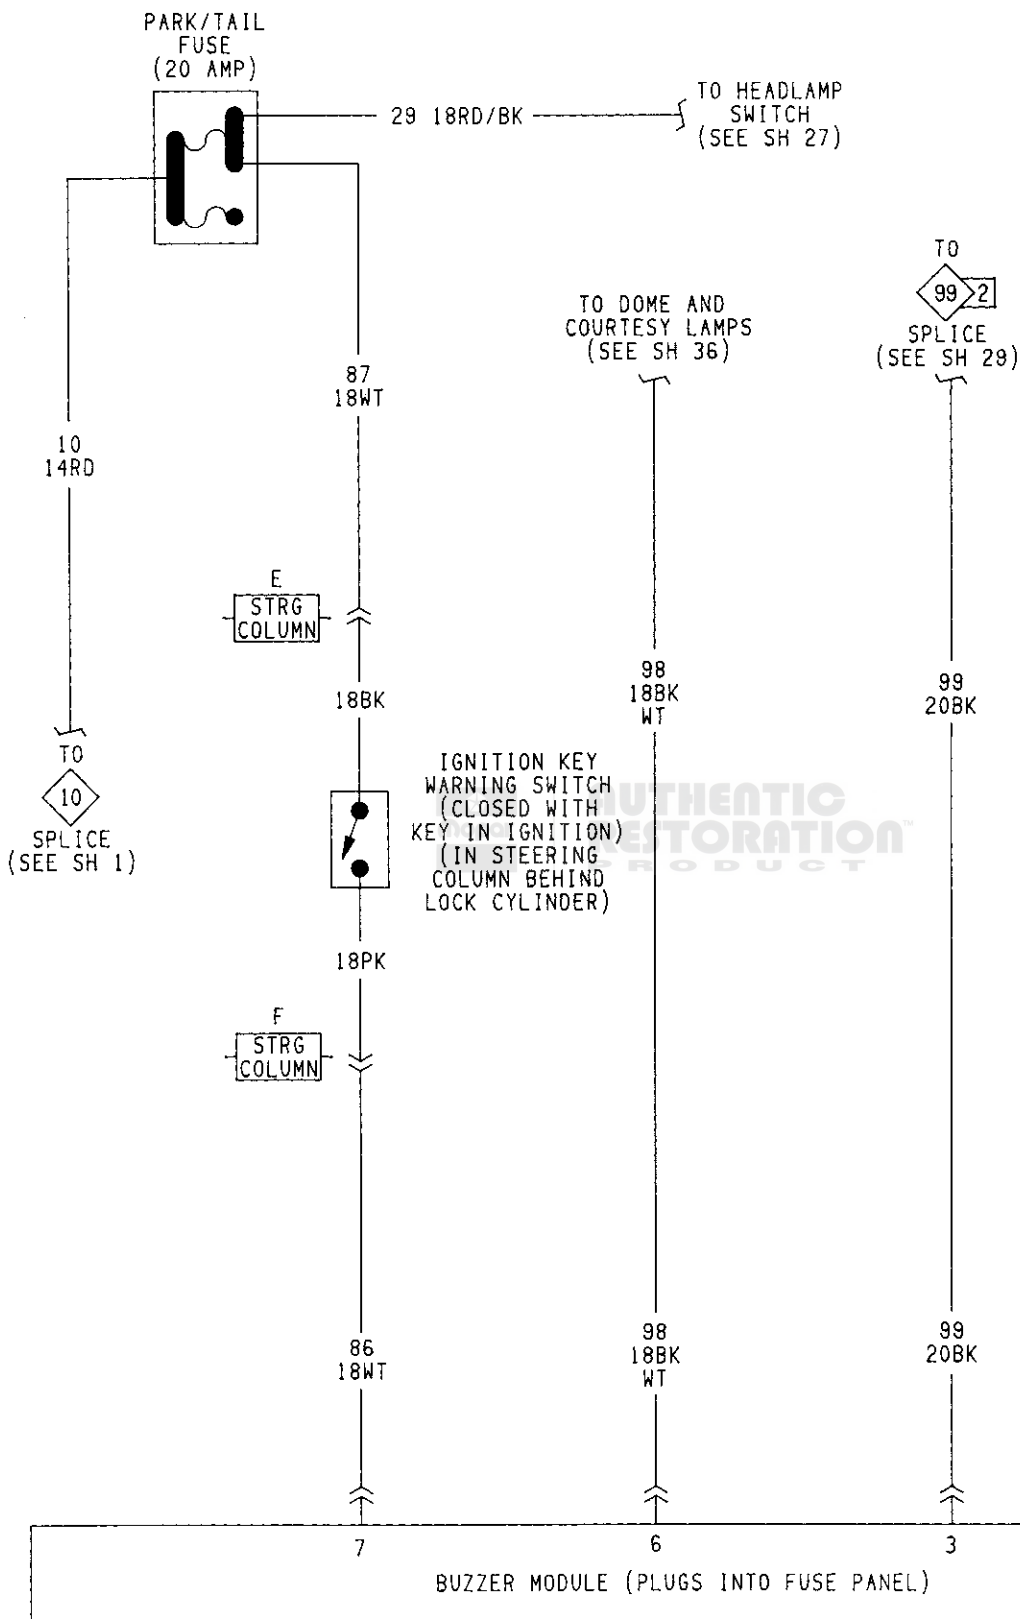 PARK/TAIL
FUSE
(20 AMP)
29 18RD/BK
TO HEADLAMP
SWITCH
(SEE SH 27)
TO
99 2
SPLICE
(SEE SH 29)
TO DOME AND
COURTESY LAMPS
(SEE SH 36)
87
18WT
10
14RD
E
STRG
COLUMN
18BK
98
18BK
WT
99
20BK
TO
10
SPLICE
(SEE SH 1)
IGNITION KEY
WARNING SWITCH
(CLOSED WITH
KEY IN IGNITION)
(IN STEERING
COLUMN BEHIND
LOCK CYLINDER)
AUTHENTIC
RESTORATION™
PRODUCT
18PK
F
STRG
COLUMN
86
18WT
98
18BK
WT
99
20BK
7
6
3
BUZZER MODULE (PLUGS INTO FUSE PANEL)